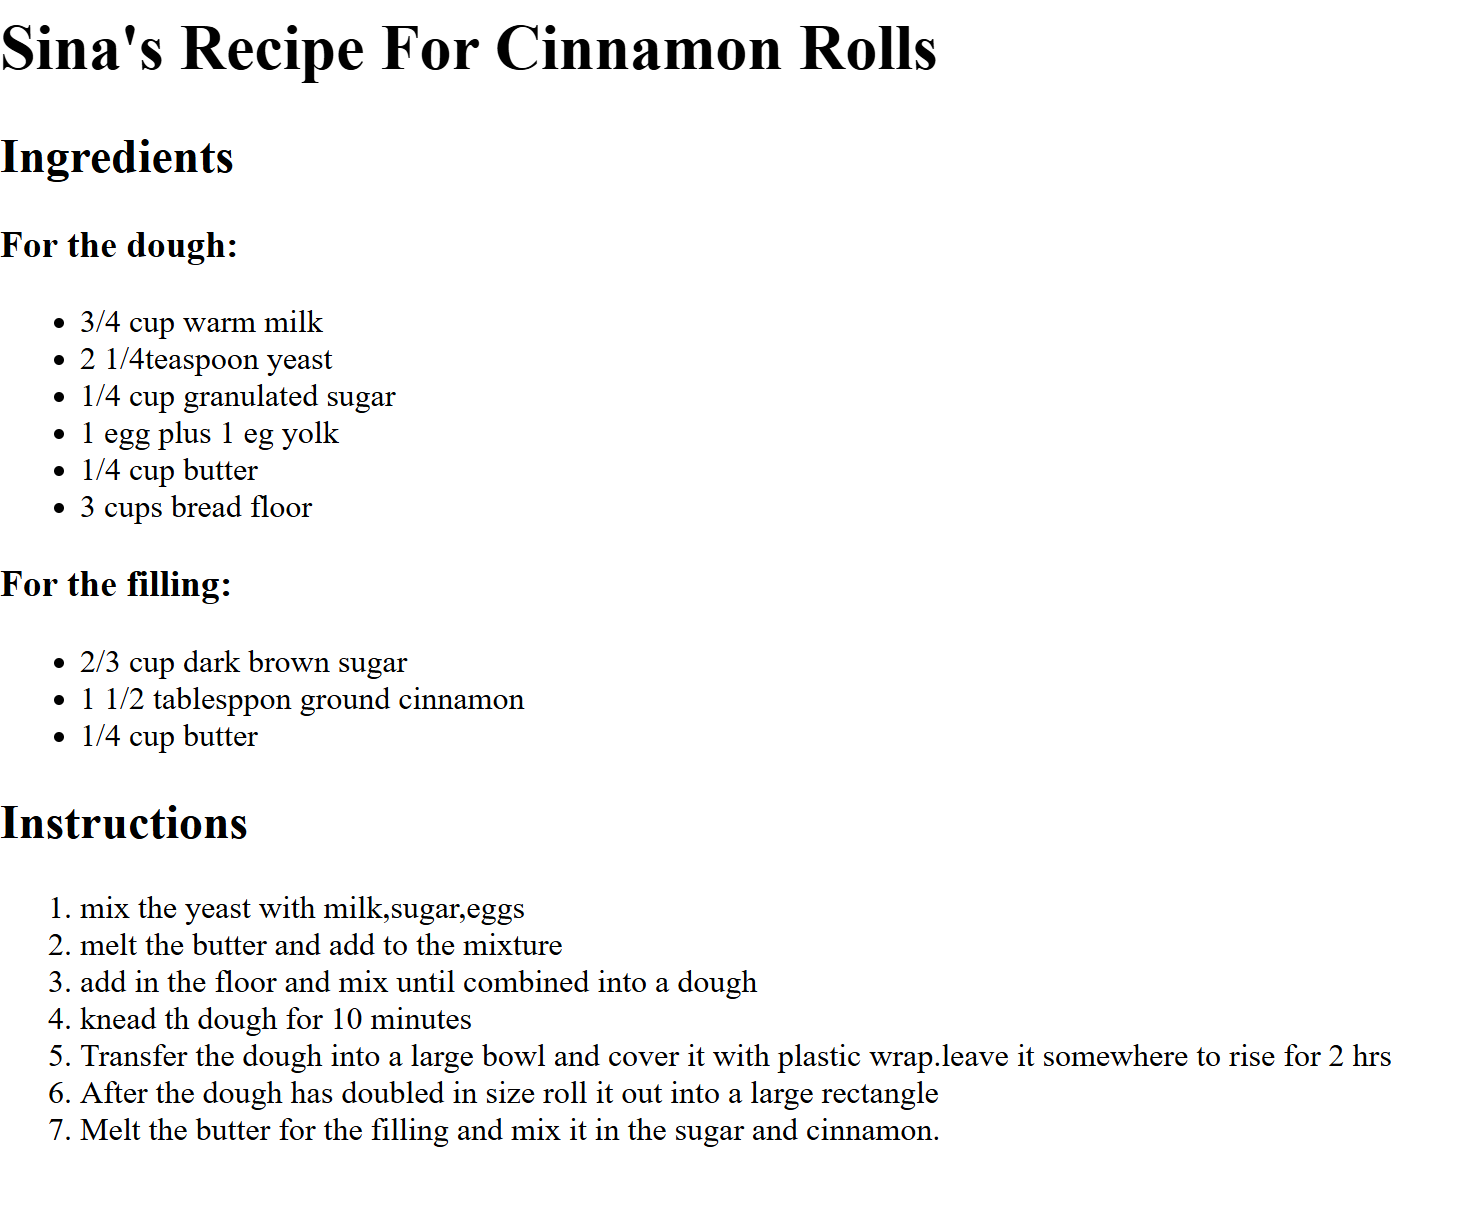 Sina's Recipe For Cinnamon Rolls
Ingredients
For the dough:
• 3/4 cup warm milk
• 2 1/4teaspoon yeast
• 1/4 cup granulated sugar
• 1 egg plus 1 eg yolk
• 1/4 cup butter
• 3 cups bread floor
For the filling:
• 2/3 cup dark brown sugar
• 1 1/2 tablesppon ground cinnamon
• 1/4 cup butter
Instructions
1. mix the yeast with milk,sugar,eggs
2. melt the butter and add to the mixture
3. add in the floor and mix until combined into a dough
4. knead th dough for 10 minutes
5. Transfer the dough into a large bowl and cover it with plastic wrap.leave it somewhere to rise for 2 hrs
6. After the dough has doubled in size roll it out into a large rectangle
7. Melt the butter for the filling and mix it in the sugar and cinnamon.